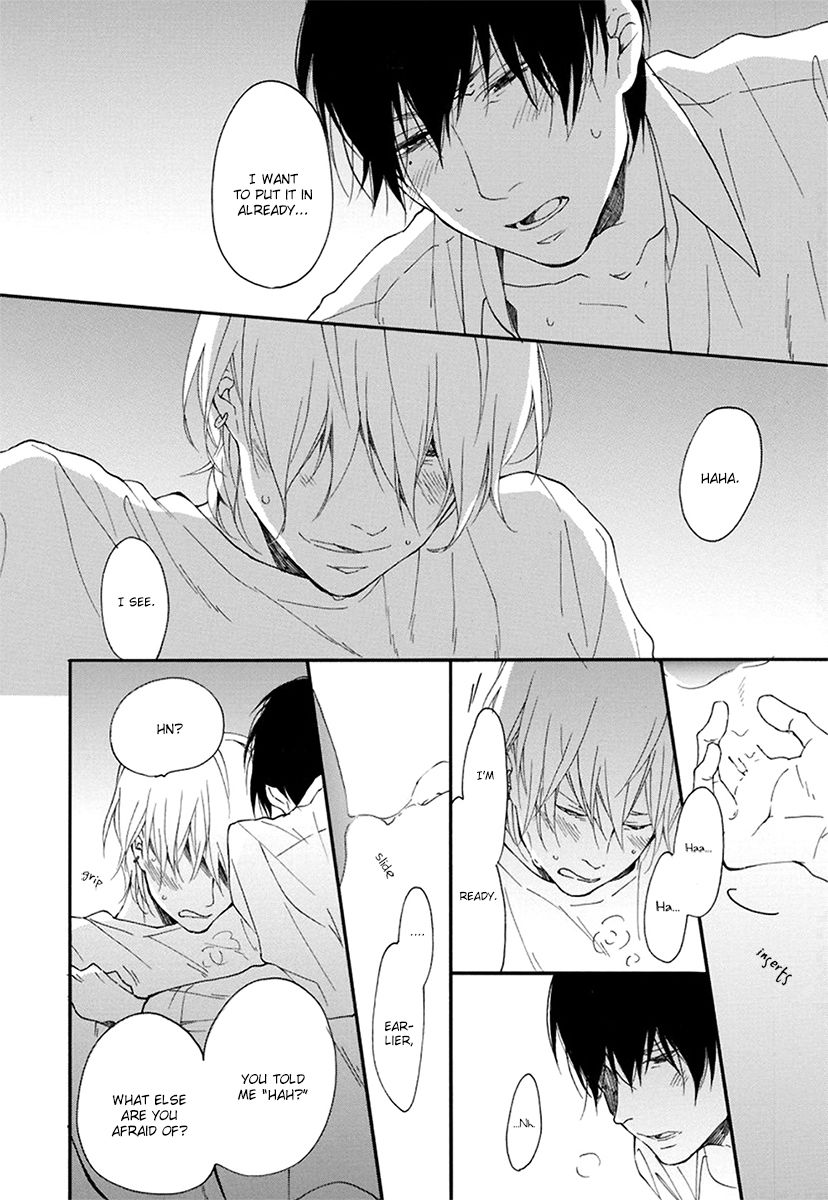 I WANT
TO PUT IT IN
ALREADY...
HAHA.
I SEE.
inserts
Haa...
Ha...
I'M
READY.
...Nh.
slide
....
EAR-
LIER,
HN?
grip
YOU TOLD
ME "HAH?"
WHAT ELSE
ARE YOU
AFRAID OF?